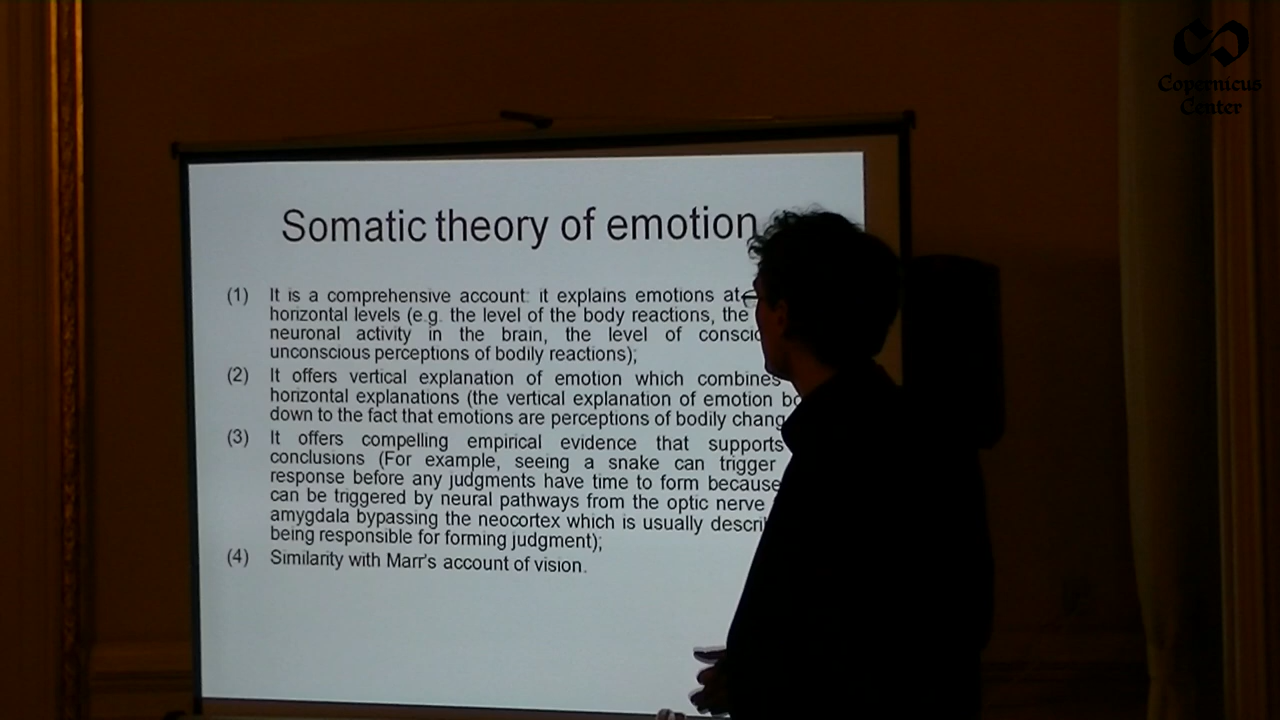 Copernicus
Center
Somatic theory of emotion
(1) It is a comprehensive account: it explains emotions at
horizontal levels (e.g. the level of the body reactions, the
neuronal activity in the brain, the level of
unconscious perceptions of bodily reactions);
(2) It offers vertical explanation of emotion which combines
horizontal explanations (the vertical explanation of emotion
down to the fact that emotions are perceptions of bodily
(3) It offers compelling empirical evidence that supports
conclusions (For example, seeing a snake can trigger
response before any judgments have time to form because
can be triggered by neural pathways from the optic nerve
amygdala bypassing the neocortex which is usually
being responsible for forming judgment);
(4) Similarity with Marr's account of vision.